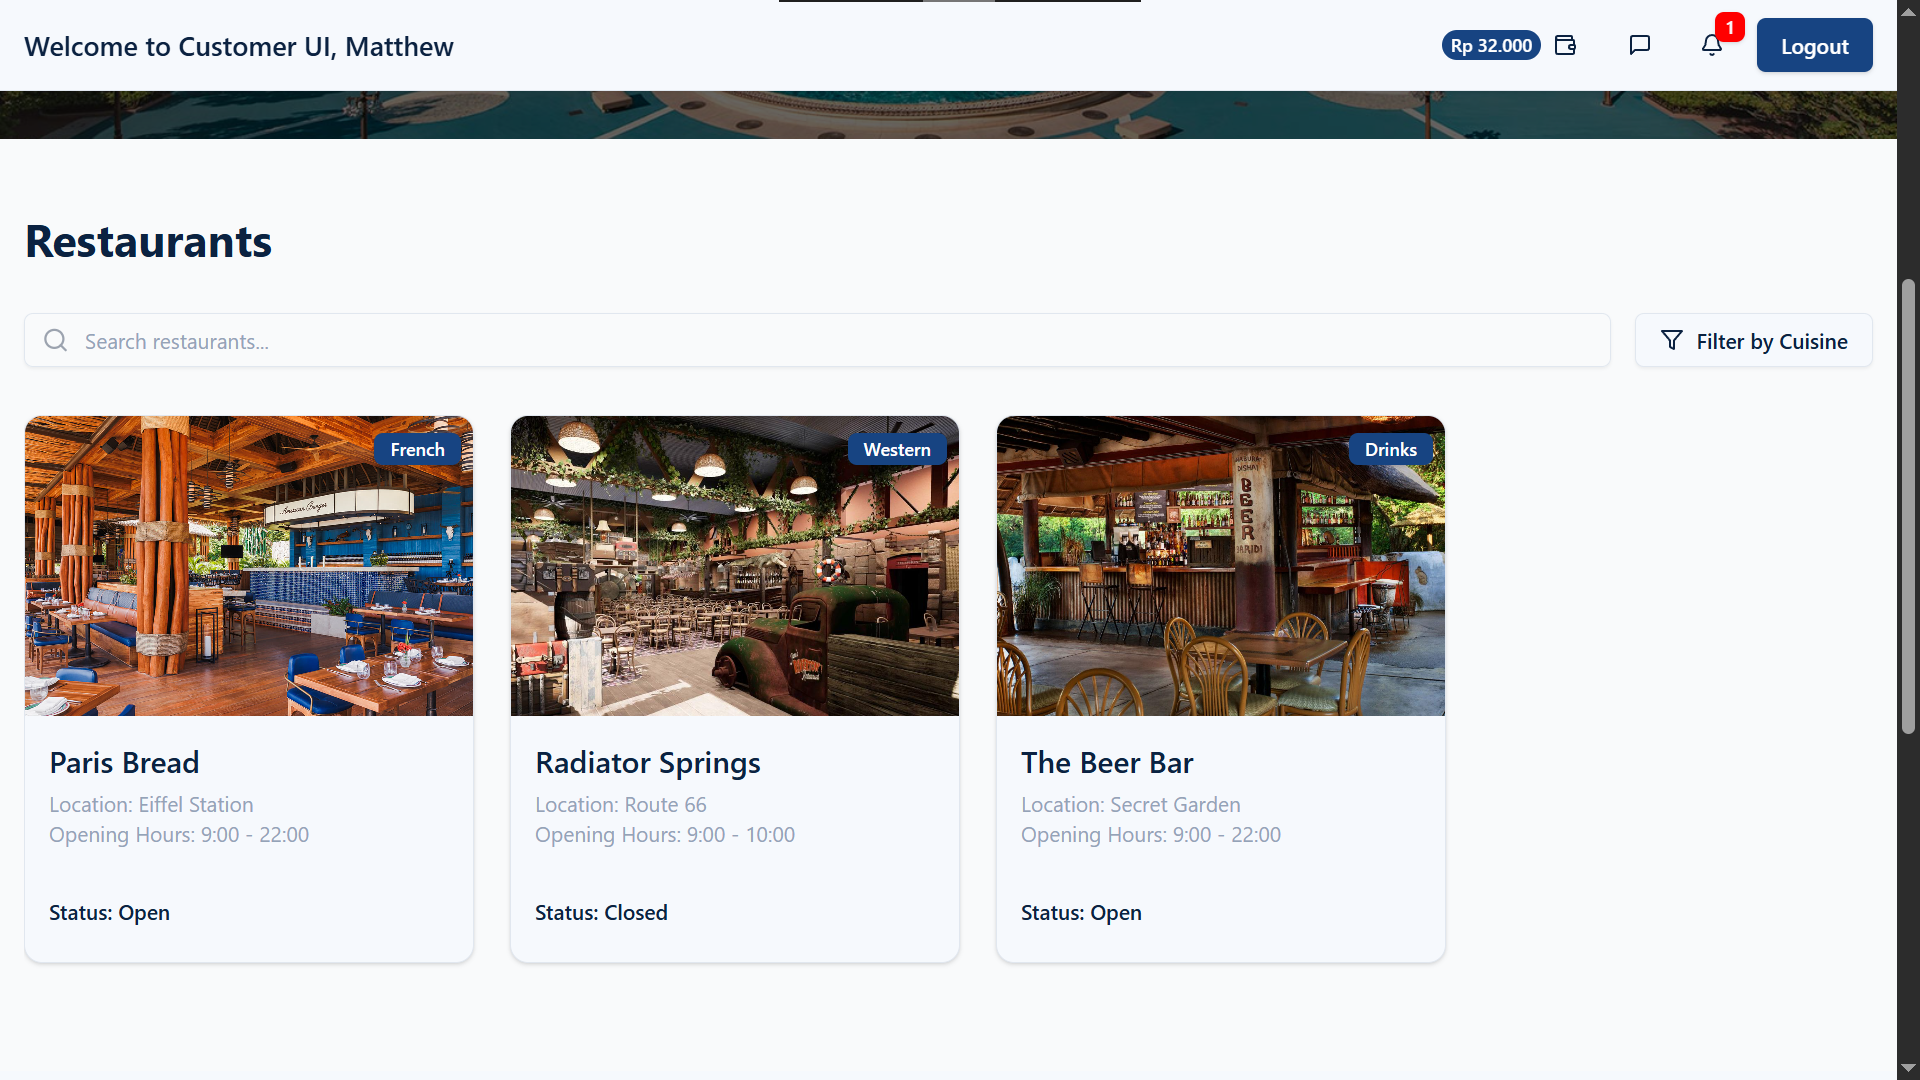 Welcome to Customer UI, Matthew
Rp 32.000
1
Logout
Restaurants
Search restaurants...
Filter by Cuisine
French
Western
Drinks
BEER
Paris Bread
Location: Eiffel Station
Opening Hours: 9:00 - 22:00
Status: Open
Radiator Springs
Location: Route 66
Opening Hours: 9:00 - 10:00
Status: Closed
The Beer Bar
Location: Secret Garden
Opening Hours: 9:00 - 22:00
Status: Open